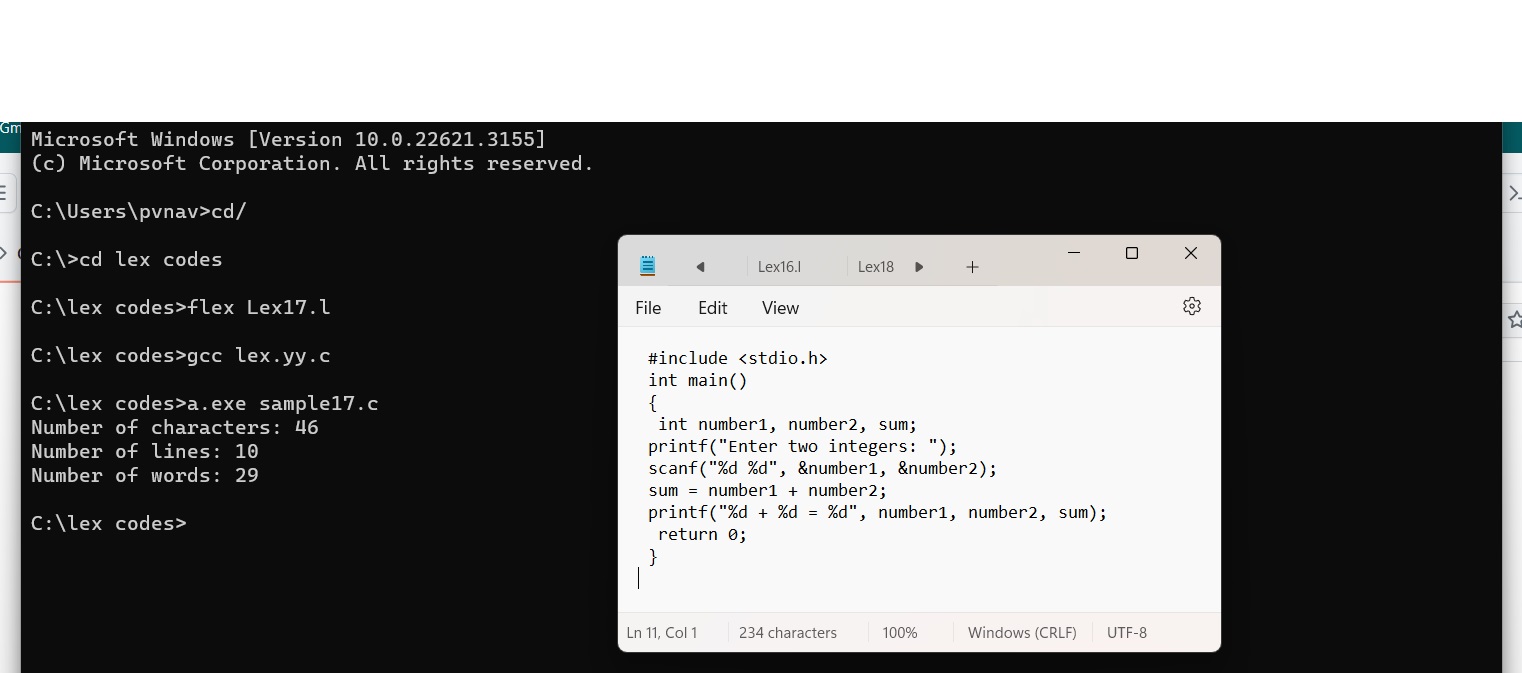 Gm
Microsoft Windows [Version 10.0.22621.3155]
(c) Microsoft Corporation. All rights reserved.
C:\Users\pvnav>cd/
C:\>cd lex codes
C:\lex codes>flex Lex17.l
C:\lex codes>gcc lex.yy.c
C:\lex codes>a.exe sample17.c
Number of characters: 46
Number of lines: 10
Number of words: 29
C:\lex codes>
Lex16.l
Lex18
File Edit View
#include <stdio.h>
int main()
{
int number1, number2, sum;
printf("Enter two integers: ");
scanf("%d %d", &number1, &number2);
sum = number1 + number2;
printf("%d + %d = %d", number1, number2, sum);
return 0;
}
Ln 11, Col 1 234 characters 100% Windows (CRLF) UTF-8